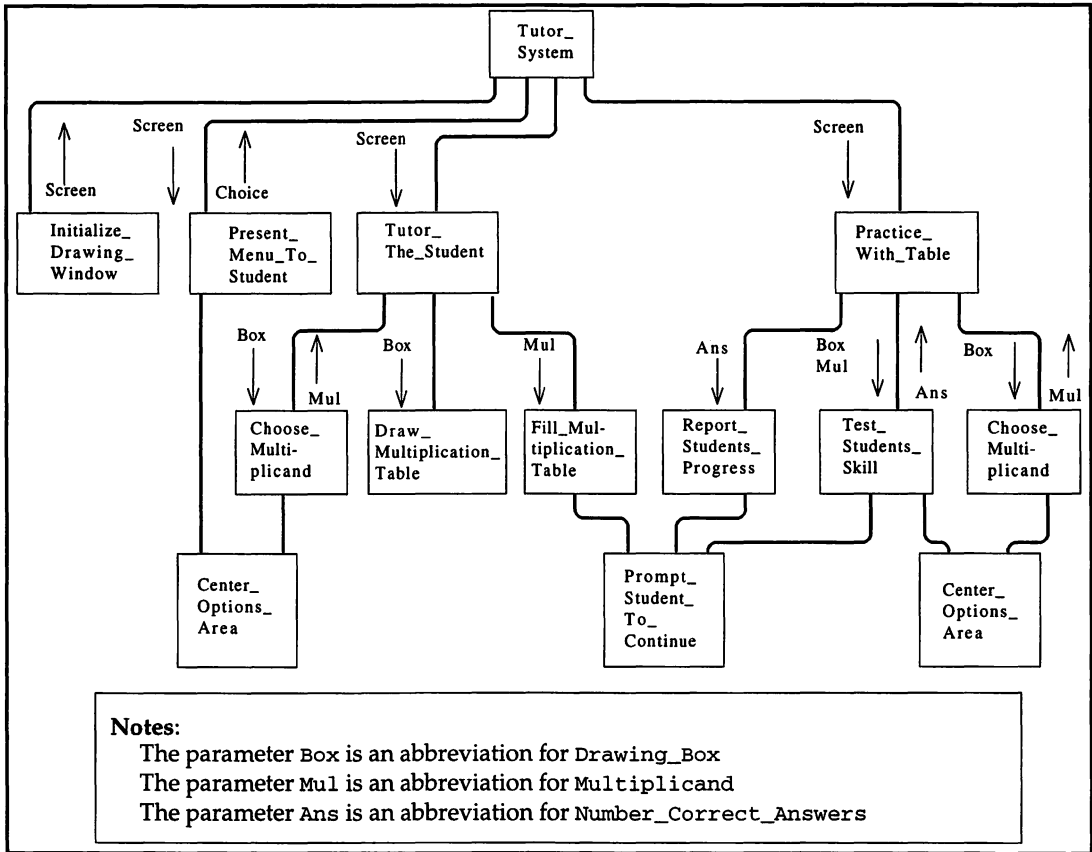 Tutor_
System
Screen
Screen
Choice
Screen
Screen
Initialize_
Drawing_
Window
Present_
Menu_To_
Student
Tutor_
The_Student
Practice_
With_Table
Box
Mul
Box
Mul
Ans
Box
Mul
Ans
Box
Mul
Choose_
Multi-
plicand
Draw_
Multiplication_
Table
Fill_Mul-
tiplication_
Table
Report_
Students_
Progress
Test_
Students_
Skill
Choose_
Multi-
plicand
Center_
Options_
Area
Prompt_
Student_
To_
Continue
Center_
Options_
Area
Notes:
The parameter Box is an abbreviation for Drawing_Box
The parameter Mul is an abbreviation for Multiplicand
The parameter Ans is an abbreviation for Number_Correct_Answers